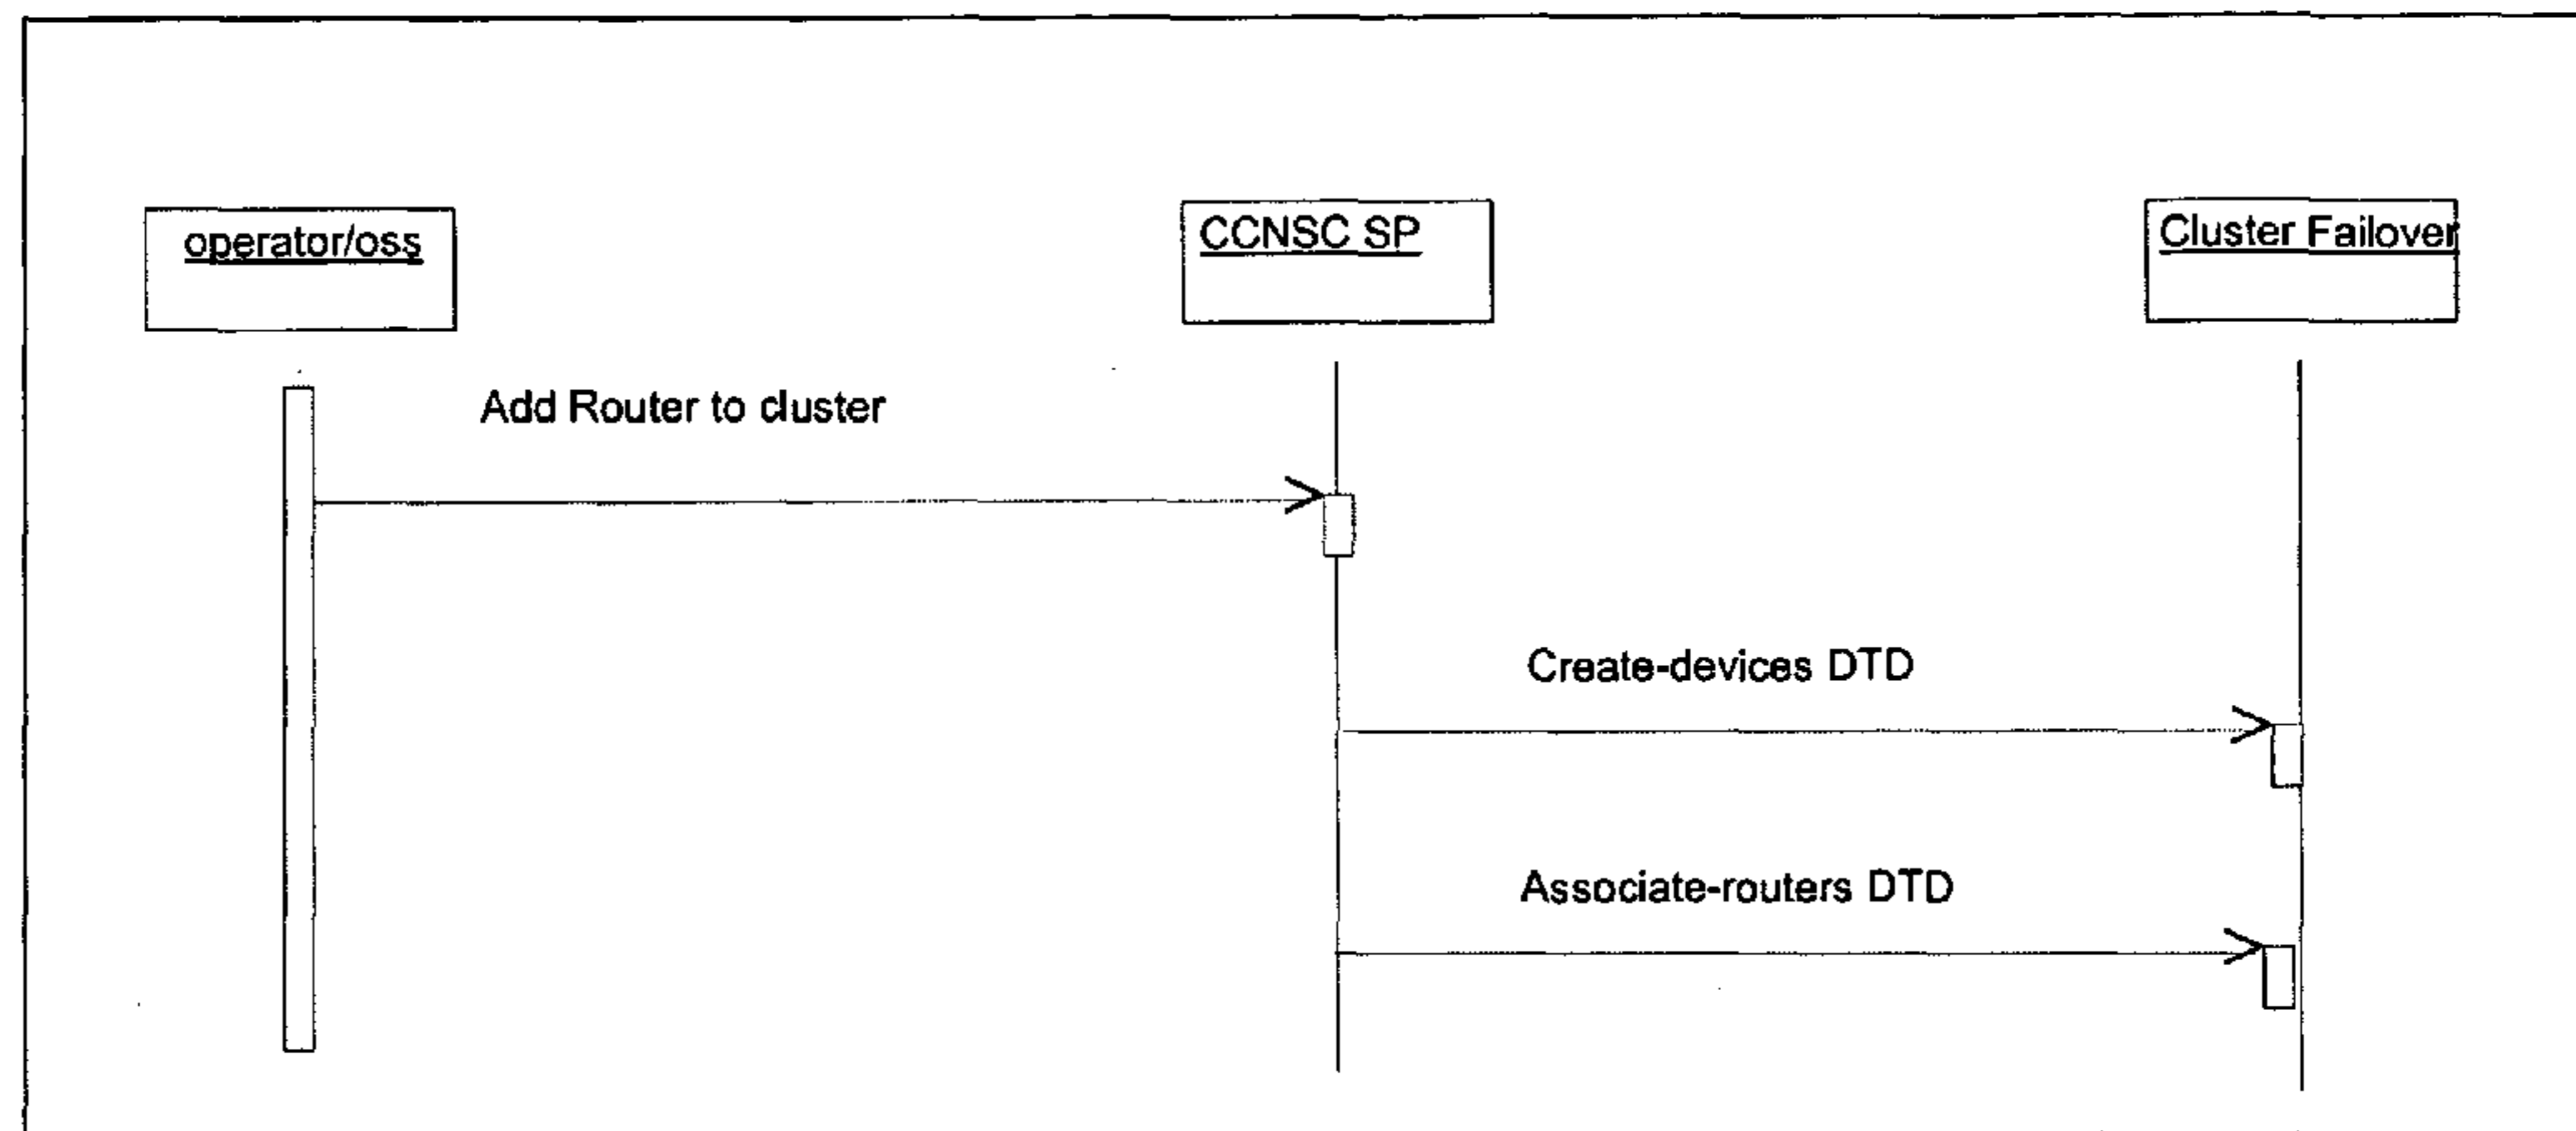 operator/oss
CCNSC SP
Cluster Failover
Add Router to cluster
Create-devices DTD
Associate-routers DTD